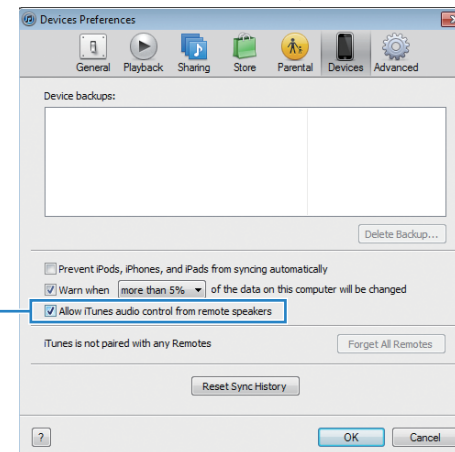 Devices Preferences
General Playback Sharing Store Parental Devices Advanced
Device backups:
Delete Backup...
Prevent iPods, iPhones, and iPads from syncing automatically
Warn when more than 5% of the data on this computer will be changed
Allow iTunes audio control from remote speakers
iTunes is not paired with any Remotes Forget All Remotes
Reset Sync History
? OK Cancel